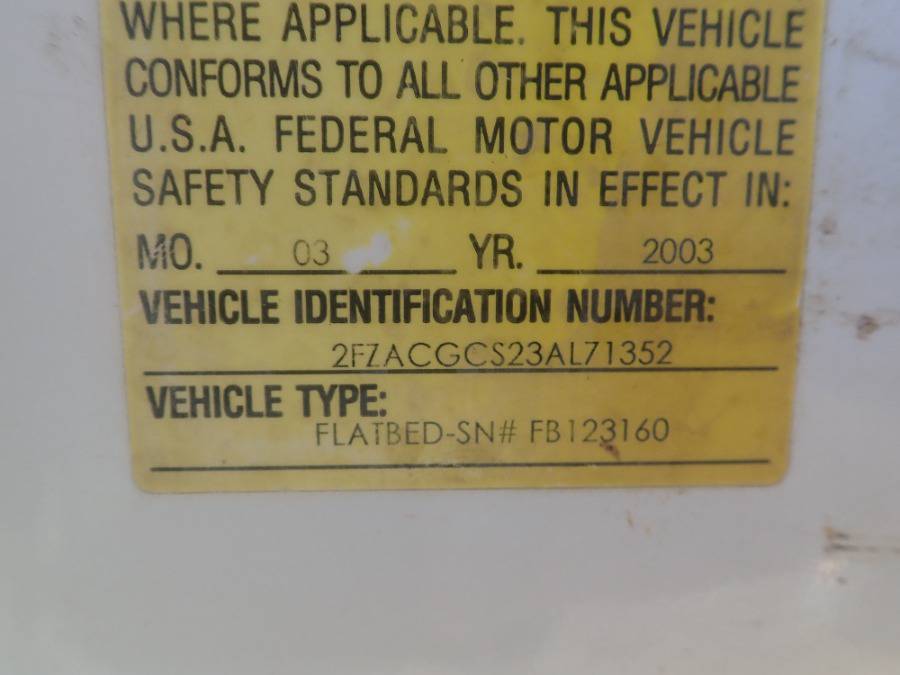 WHERE APPLICABLE. THIS VEHICLE
CONFORMS TO ALL OTHER APPLICABLE
U.S.A. FEDERAL MOTOR VEHICLE
SAFETY STANDARDS IN EFFECT IN:
MO. 03 YR. 2003
VEHICLE IDENTIFICATION NUMBER:
2FZACGCS23AL71352
VEHICLE TYPE:
FLATBED-SN# FB123160